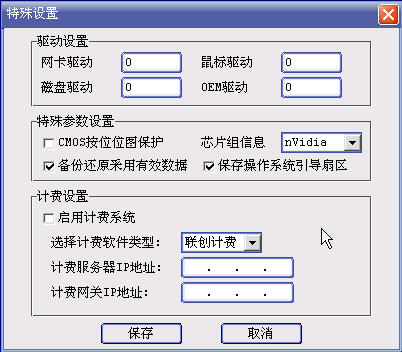 特殊设置
驱动设置
网卡驱动 0 鼠标驱动 0
磁盘驱动 0 OEM驱动 0
特殊参数设置
CMOS按位位图保护 芯片组信息 nVidia
备份还原采用有效数据 保存操作系统引导扇区
计费设置
启用计费系统
选择计费软件类型: 联创计费
计费服务器IP地址: . . .
计费网关IP地址: . . .
保存 取消